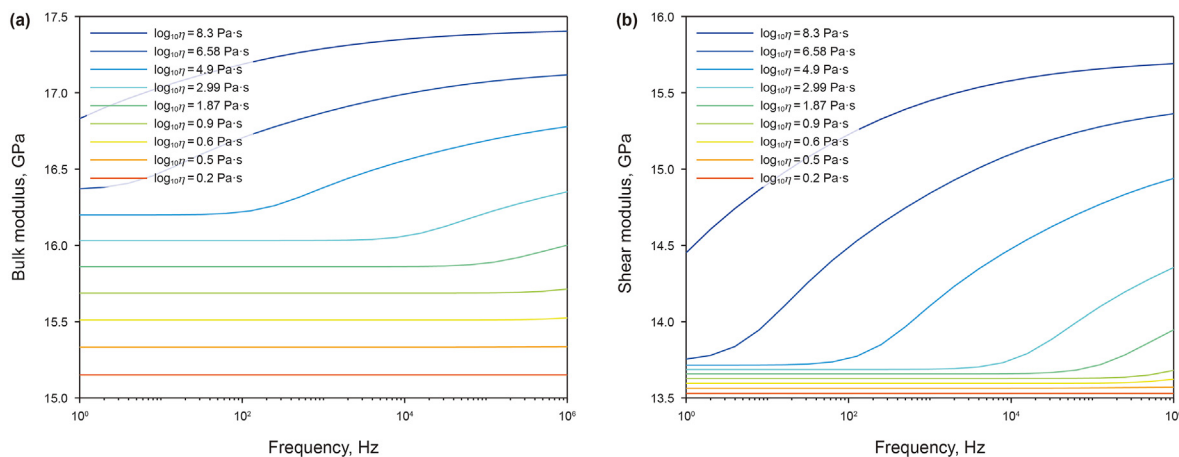 (a)
17.5
17.0
16.5
16.0
15.5
15.0
Bulk modulus, GPa
log₁₀η = 8.3 Pa·s
log₁₀η = 6.58 Pa·s
log₁₀η = 4.9 Pa·s
log₁₀η = 2.99 Pa·s
log₁₀η = 1.87 Pa·s
log₁₀η = 0.9 Pa·s
log₁₀η = 0.6 Pa·s
log₁₀η = 0.5 Pa·s
log₁₀η = 0.2 Pa·s
10⁰ 10² 10⁴ 10⁶
Frequency, Hz
(b)
16.0
15.5
15.0
14.5
14.0
13.5
Shear modulus, GPa
log₁₀η = 8.3 Pa·s
log₁₀η = 6.58 Pa·s
log₁₀η = 4.9 Pa·s
log₁₀η = 2.99 Pa·s
log₁₀η = 1.87 Pa·s
log₁₀η = 0.9 Pa·s
log₁₀η = 0.6 Pa·s
log₁₀η = 0.5 Pa·s
log₁₀η = 0.2 Pa·s
10⁰ 10² 10⁴
Frequency, Hz